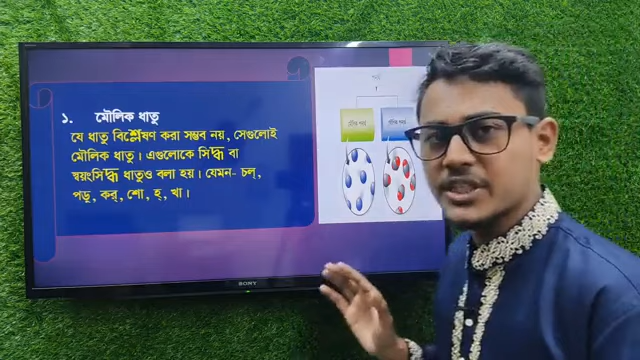 ১. মৌলিক ধাতু
যে ধাতু বিশ্লেষণ করা সম্ভব নয়, সেগুলোই
মৌলিক ধাতু। এগুলোকে সিদ্ধ বা
স্বয়ংসিদ্ধ ধাতুও বলা হয়। যেমন- চল্,
পড়্, কর্, শো, হ্, খা।
SONY